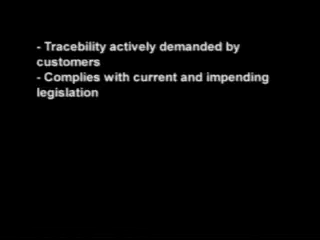 - Tracebility actively demanded by
customers
- Complies with current and impending
legislation